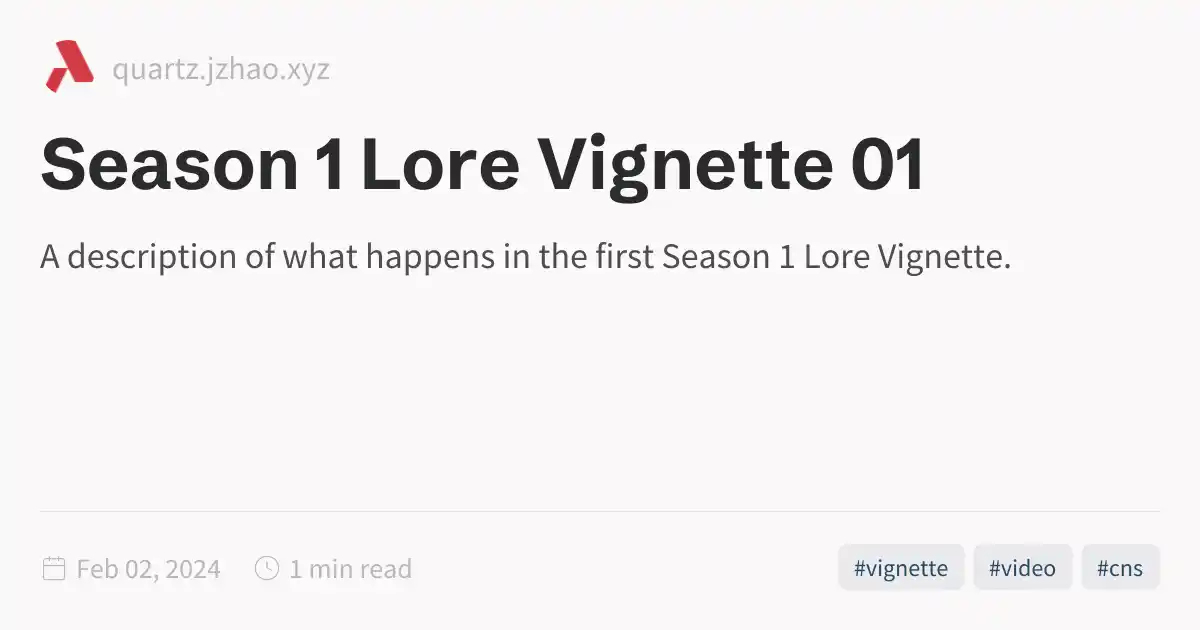 quartz.jzhao.xyz
Season 1 Lore Vignette 01
A description of what happens in the first Season 1 Lore Vignette.
Feb 02, 2024 1 min read #vignette #video #cns